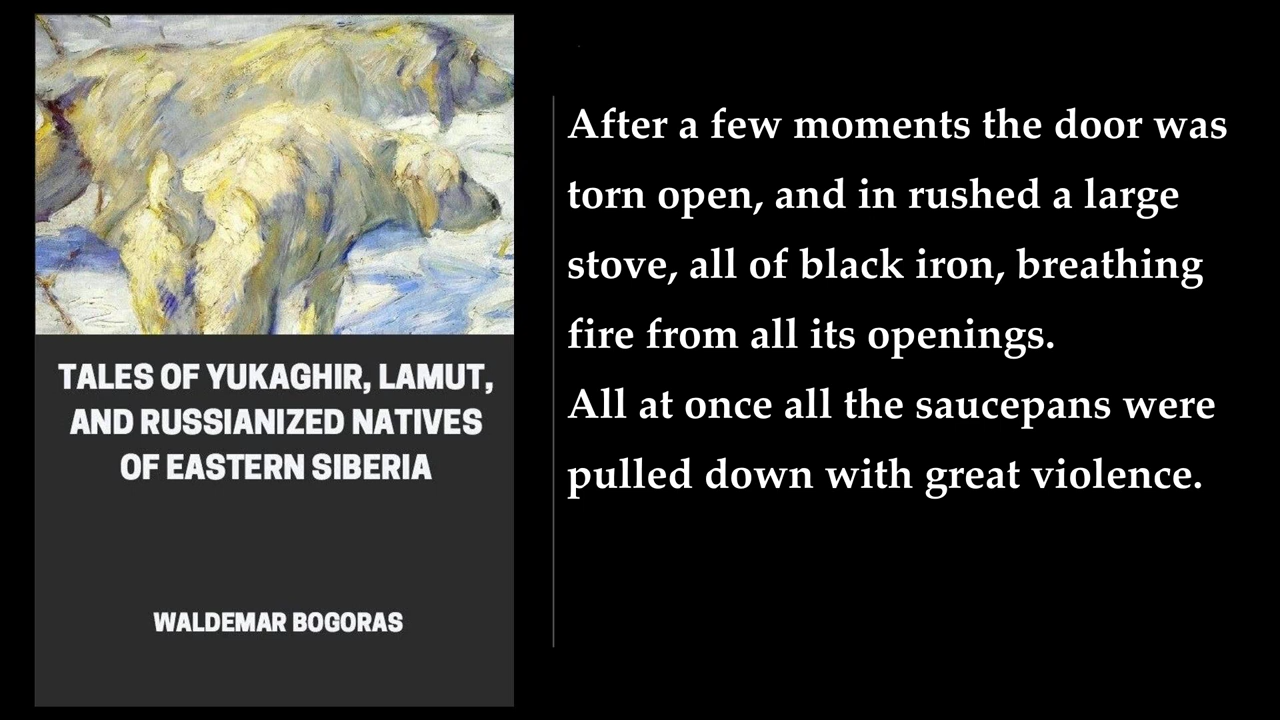 TALES OF YUKAGHIR, LAMUT,
AND RUSSIANIZED NATIVES
OF EASTERN SIBERIA
WALDEMAR BOGORAS
After a few moments the door was
torn open, and in rushed a large
stove, all of black iron, breathing
fire from all its openings.
All at once all the saucepans were
pulled down with great violence.